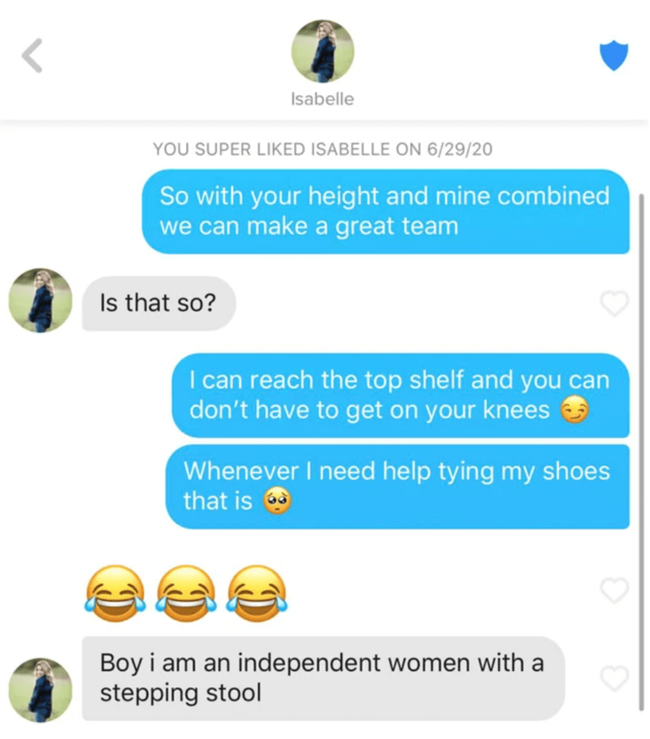 Isabelle
YOU SUPER LIKED ISABELLE ON 6/29/20
So with your height and mine combined
we can make a great team
Is that so?
I can reach the top shelf and you can
don't have to get on your knees 😏
Whenever I need help tying my shoes
that is 🥺
😂😂😂
Boy i am an independent women with a
stepping stool